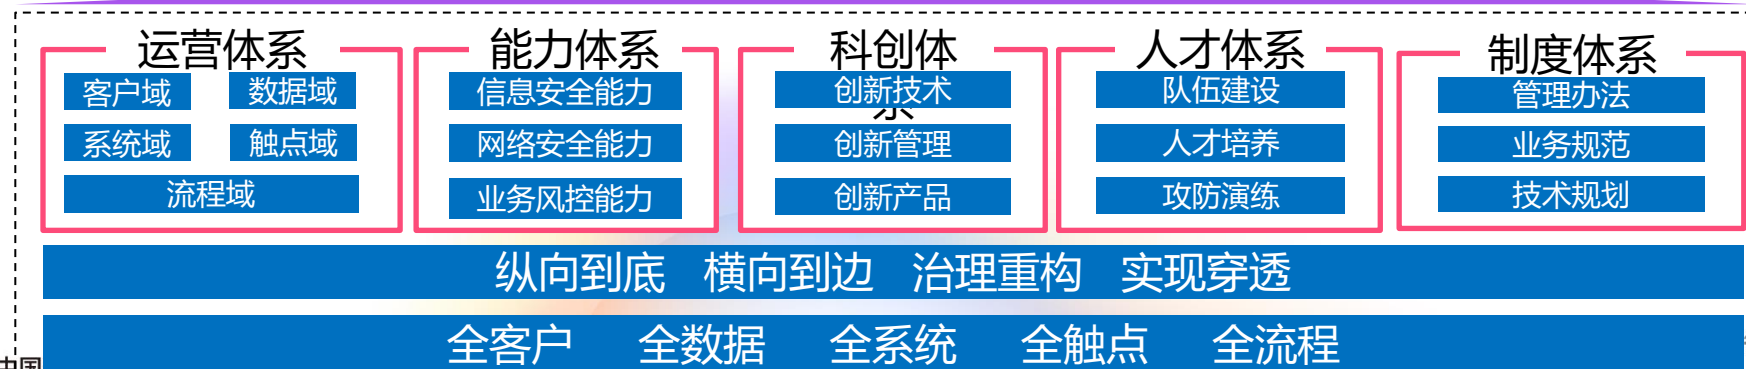 运营体系
客户域 数据域
系统域 触点域
流程域
能力体系
信息安全能力
网络安全能力
业务风控能力
科创体
系
创新技术
创新管理
创新产品
人才体系
队伍建设
人才培养
攻防演练
制度体系
管理办法
业务规范
技术规划
纵向到底 横向到边 治理重构 实现穿透
全客户 全数据 全系统 全触点 全流程
中国